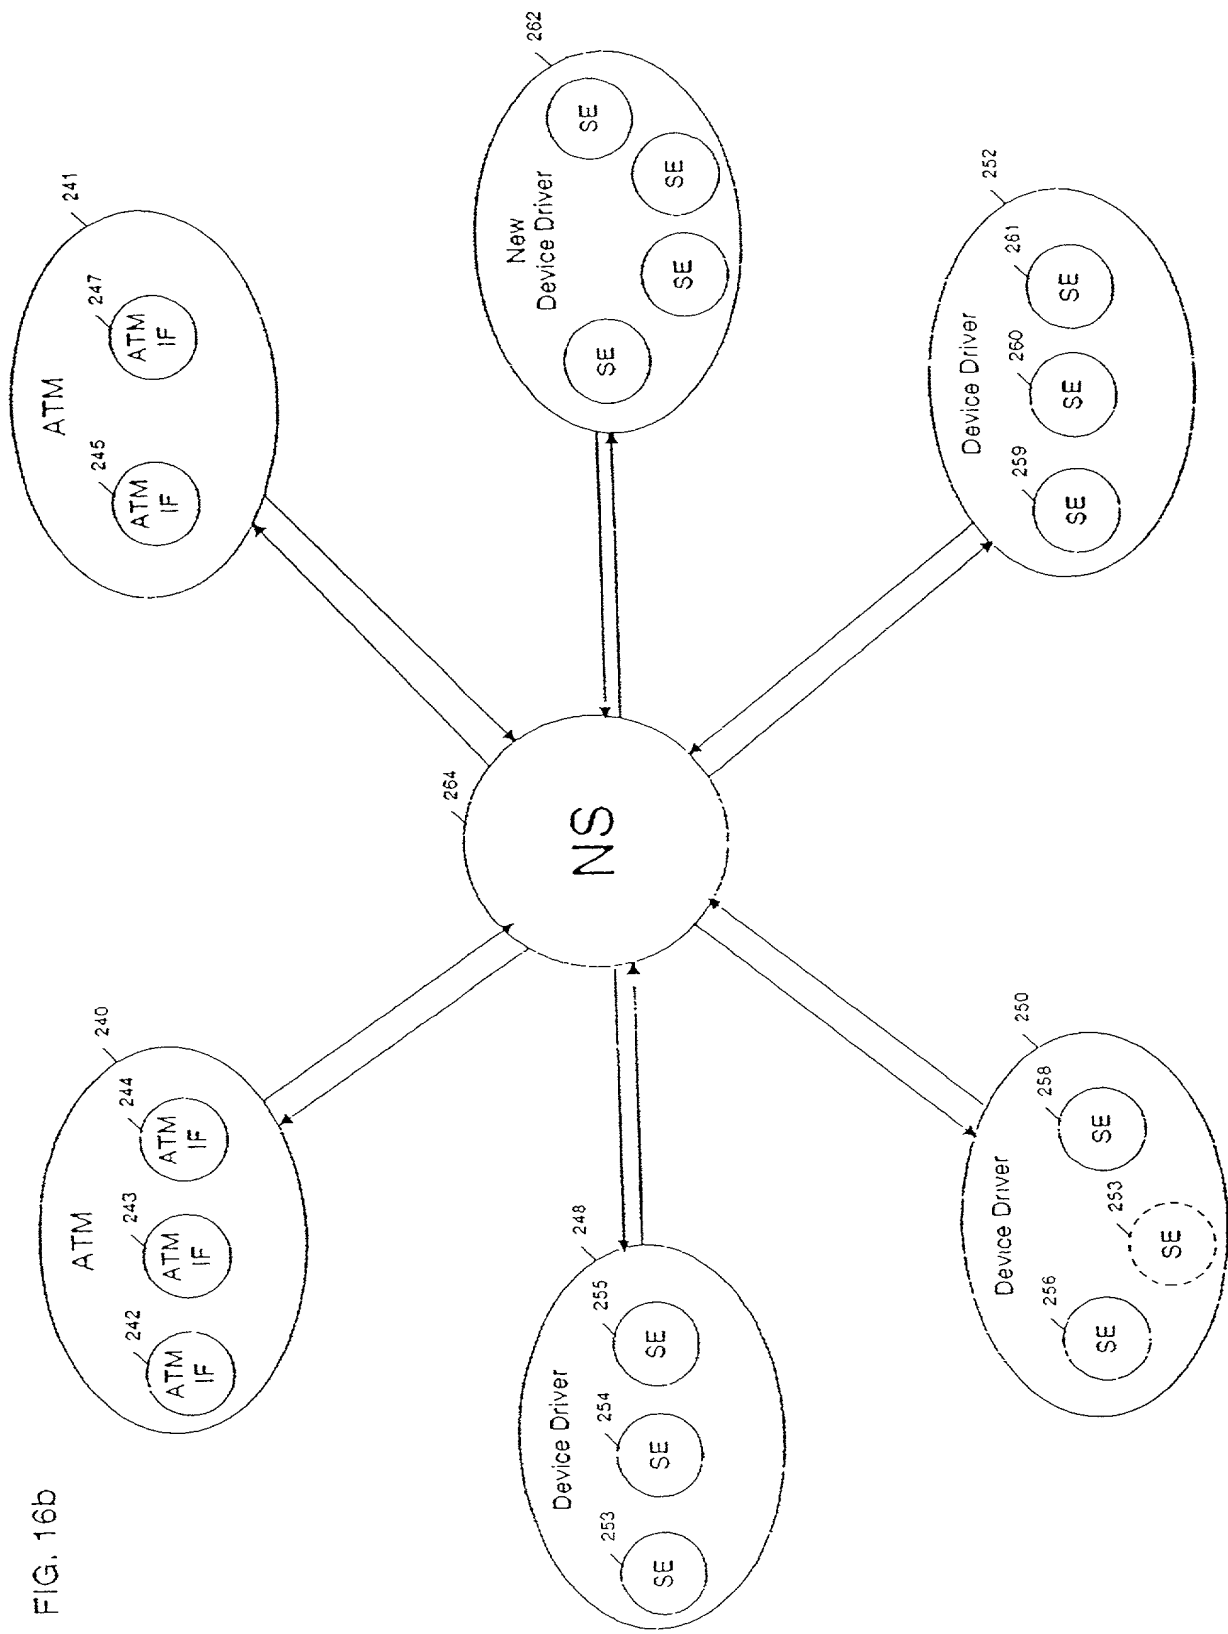 FIG. 16b
240
ATM
242
ATM
IF
243
ATM
IF
244
ATM
IF
241
ATM
245
ATM
IF
247
ATM
IF
248
Device Driver
253
SE
254
SE
255
SE
264
NS
262
New
Device Driver
SE
SE
SE
SE
250
Device Driver
256
SE
253
SE
258
SE
252
Device Driver
259
SE
260
SE
261
SE